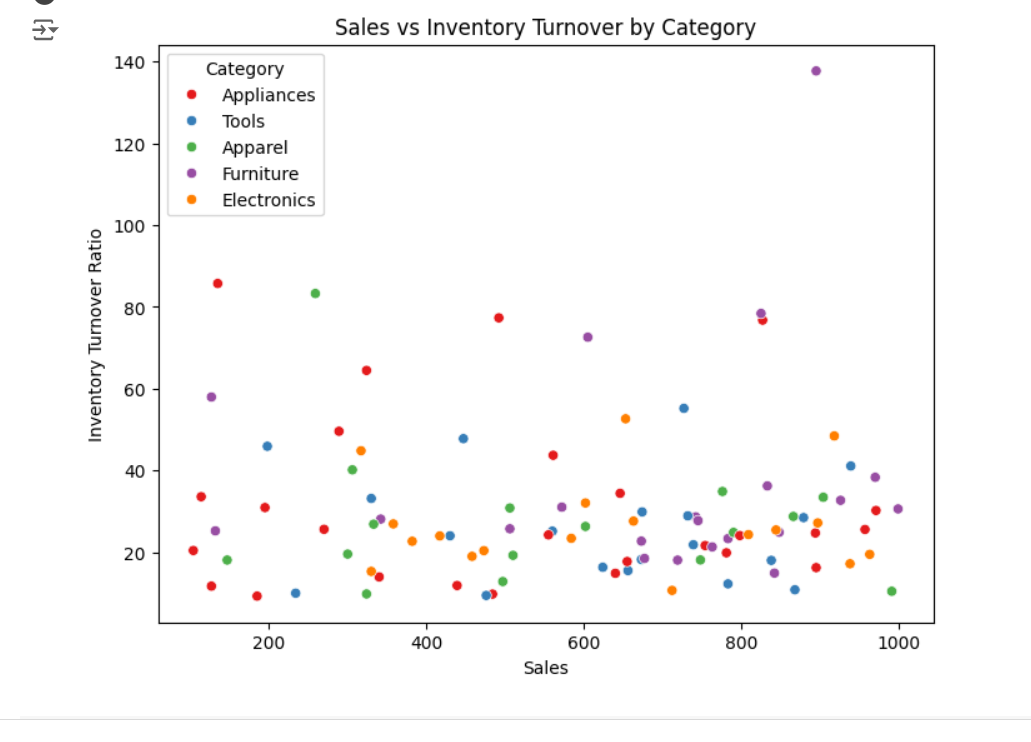 Sales vs Inventory Turnover by Category
140
120
100
80
60
40
20
Inventory Turnover Ratio
Category
Appliances
Tools
Apparel
Furniture
Electronics
200 400 600 800 1000
Sales